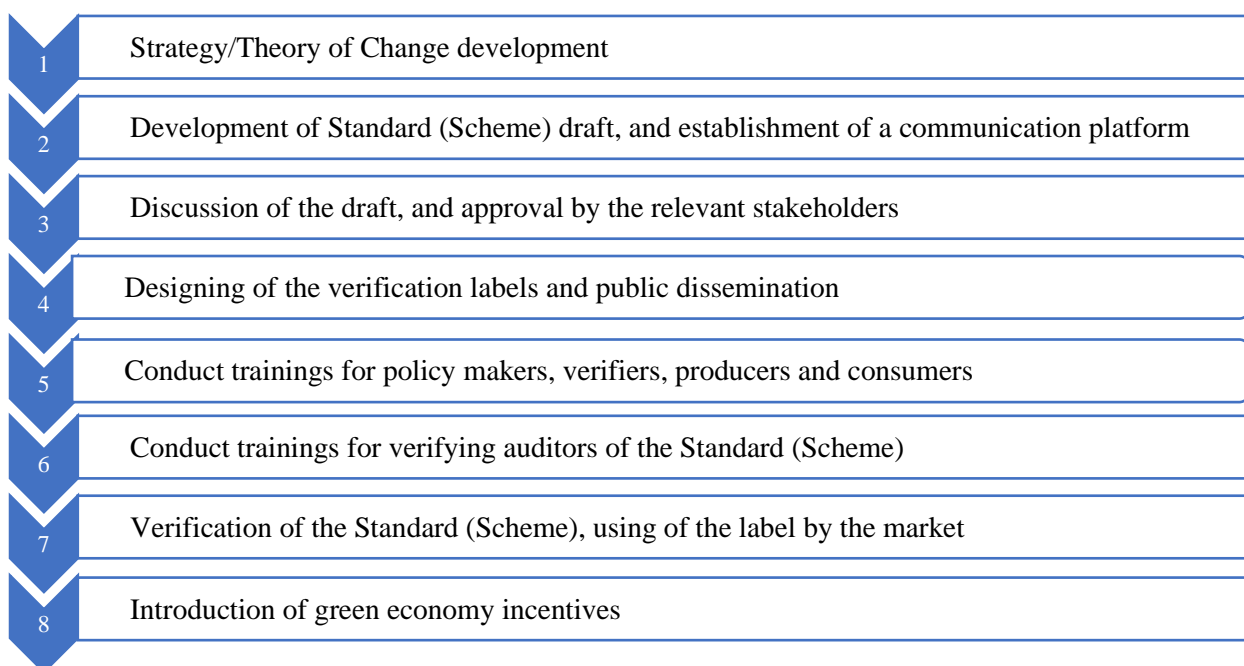 1 Strategy/Theory of Change development
2 Development of Standard (Scheme) draft, and establishment of a communication platform
3 Discussion of the draft, and approval by the relevant stakeholders
4 Designing of the verification labels and public dissemination
5 Conduct trainings for policy makers, verifiers, producers and consumers
6 Conduct trainings for verifying auditors of the Standard (Scheme)
7 Verification of the Standard (Scheme), using of the label by the market
8 Introduction of green economy incentives